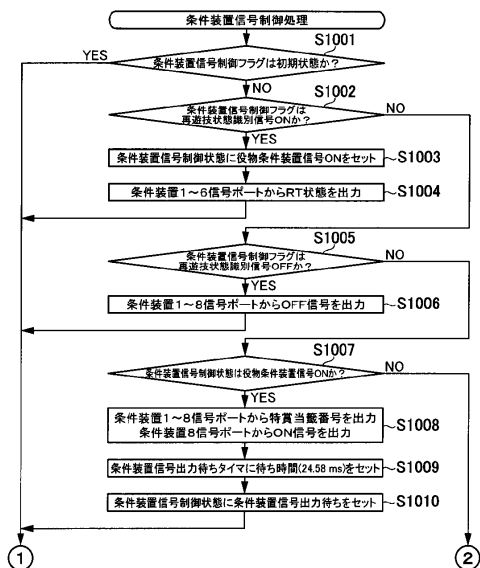 条件装置信号制御処理
S1001
YES
条件装置信号制御フラグは初期状態か？
NO
S1002
条件装置信号制御フラグは
再遊技状態識別信号ONか？
NO
YES
条件装置信号制御状態に役物条件装置信号ONをセット
S1003
条件装置1～6信号ポートからRT状態を出力
S1004
S1005
条件装置信号制御フラグは
再遊技状態識別信号OFFか？
NO
YES
条件装置1～8信号ポートからOFF信号を出力
S1006
S1007
条件装置信号制御状態は役物条件装置信号ONか？
NO
YES
条件装置1～8信号ポートから特賞当籤番号を出力
条件装置8信号ポートからON信号を出力
S1008
条件装置信号出力待ちタイマに待ち時間(24.58 ms)をセット
S1009
条件装置信号制御状態に条件装置信号出力待ちをセット
S1010
1
2